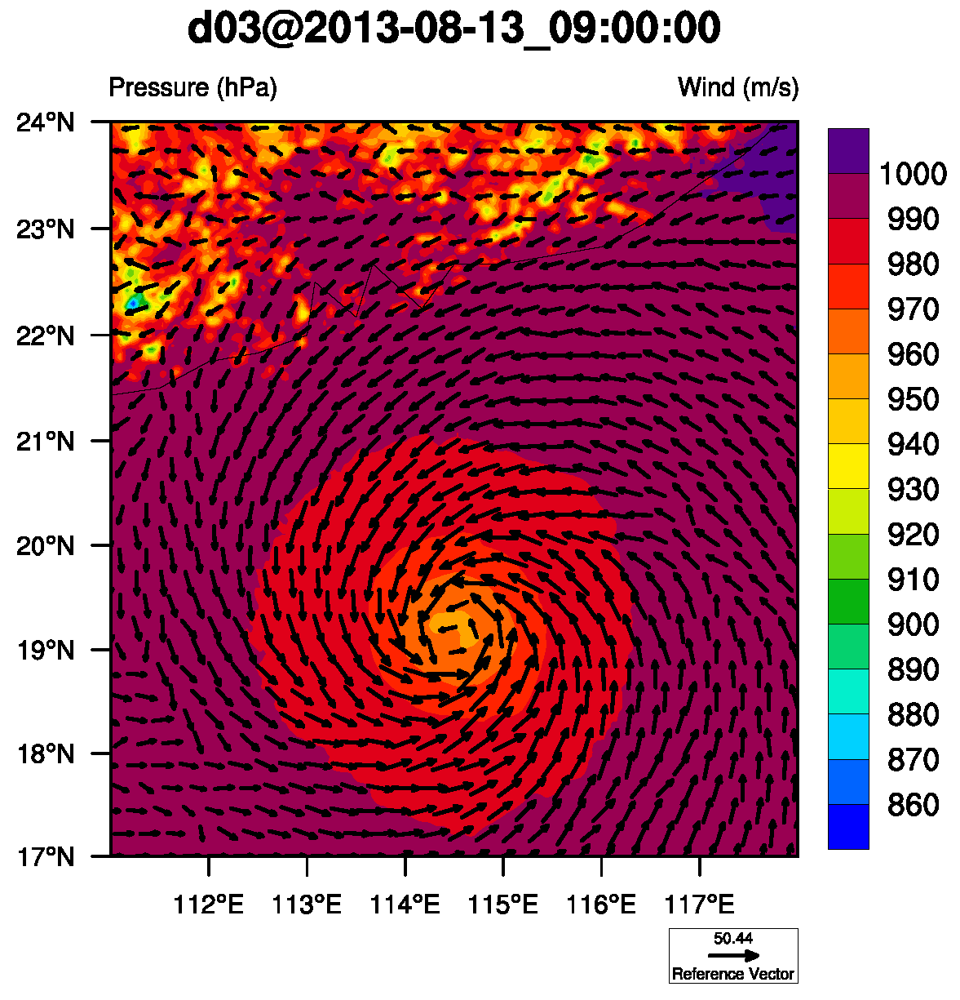 d03@2013-08-13_09:00:00
Pressure (hPa) Wind (m/s)
24°N
23°N
22°N
21°N
20°N
19°N
18°N
17°N
112°E 113°E 114°E 115°E 116°E 117°E
1000
990
980
970
960
950
940
930
920
910
900
890
880
870
860
50.44
Reference Vector